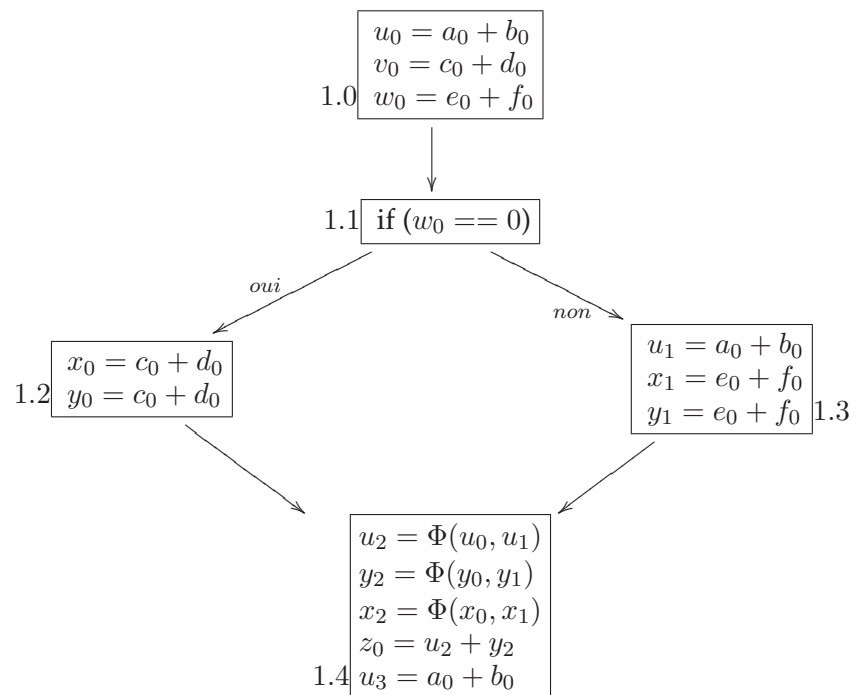 u₀ = a₀ + b₀
v₀ = c₀ + d₀
1.0 w₀ = e₀ + f₀
1.1 if (w₀ == 0)
oui
non
x₀ = c₀ + d₀
1.2 y₀ = c₀ + d₀
u₁ = a₀ + b₀
x₁ = e₀ + f₀
y₁ = e₀ + f₀ 1.3
u₂ = Φ(u₀, u₁)
y₂ = Φ(y₀, y₁)
x₂ = Φ(x₀, x₁)
z₀ = u₂ + y₂
1.4 u₃ = a₀ + b₀